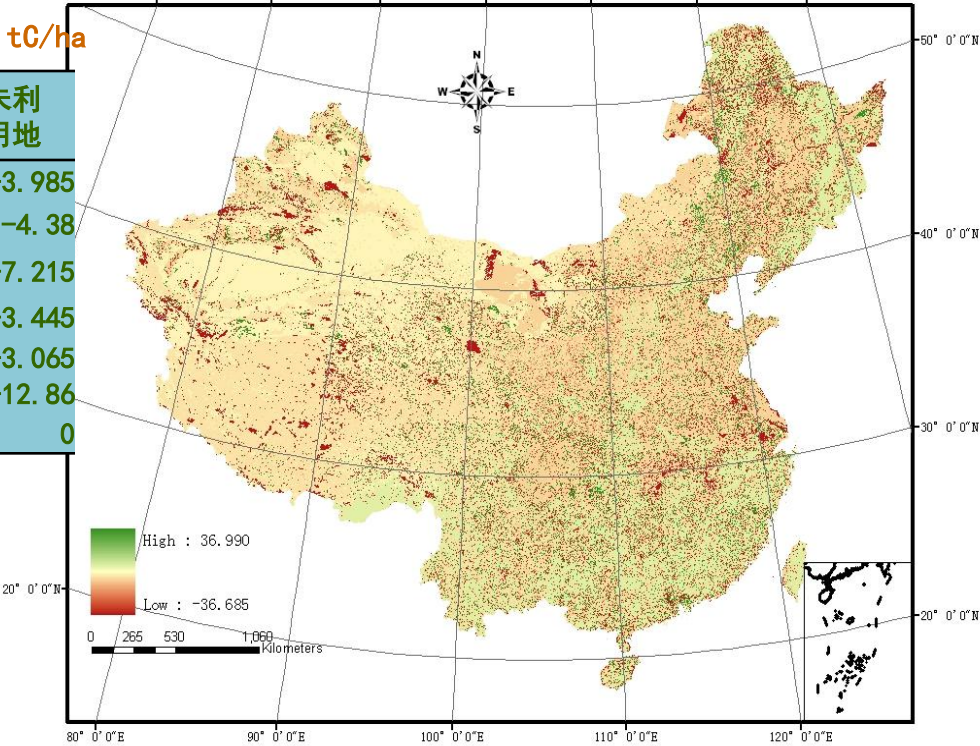 tC/ha
未利
用地
-3.985
-4.38
-7.215
-3.445
-3.065
-12.86
0
N
W
E
S
50° 0'0"N
40° 0'0"N
30° 0'0"N
20° 0'0"N
20° 0'0"N
High : 36.990
Low : -36.685
0 265 530 1,060
Kilometers
80° 0'0"E
90° 0'0"E
100° 0'0"E
110° 0'0"E
120° 0'0"E